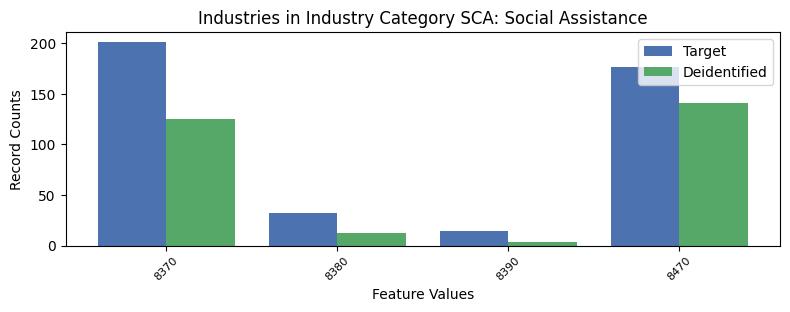 Industries in Industry Category SCA: Social Assistance
Target
Deidentified
Record Counts
200
150
100
50
0
8370
8380
8390
8470
Feature Values